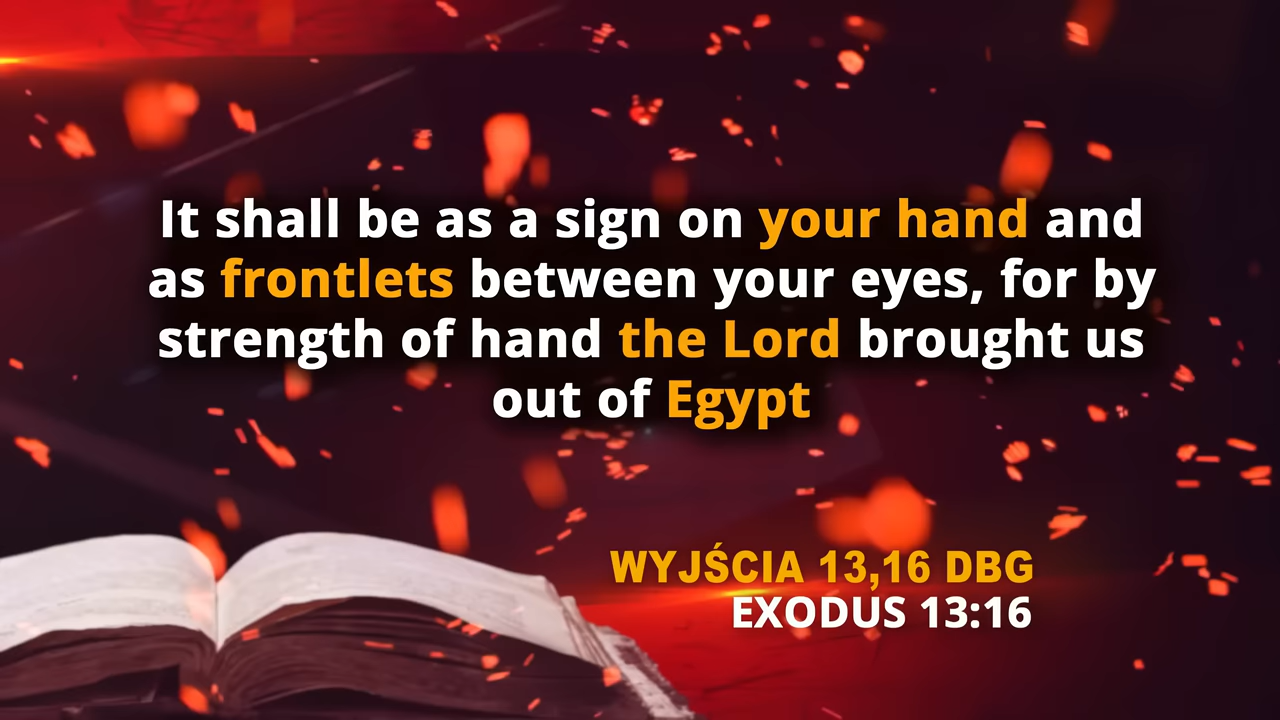 It shall be as a sign on your hand and
as frontlets between your eyes, for by
strength of hand the Lord brought us
out of Egypt
WYJŚCIA 13,16 DBG
EXODUS 13:16